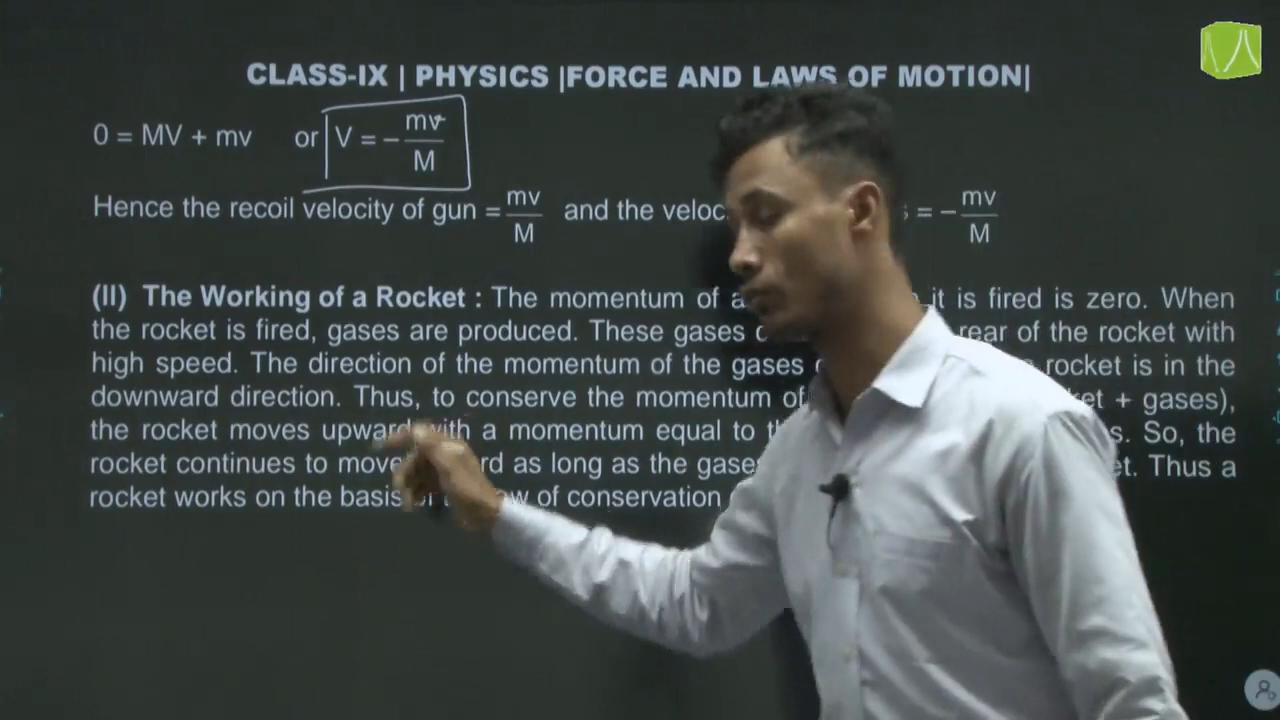 CLASS-IX | PHYSICS |FORCE AND LAWS OF MOTION|
0 = MV + mv or V = - mv/M
Hence the recoil velocity of gun = mv/M and the = - mv/M
(II) The Working of a Rocket : The momentum of a it is fired is zero. When
the rocket is fired, gases are produced. These gases rear of the rocket with
high speed. The direction of the momentum of the gases rocket is in the
downward direction. Thus, to conserve the momentum of + gases),
the rocket moves upward with a momentum equal to So, the
rocket continues to move as long as the Thus a
rocket works on the basis of conservation